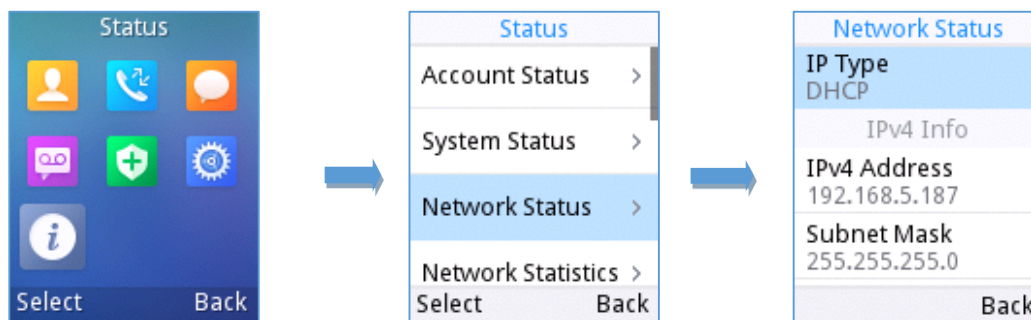 Status
Select Back
Status
Account Status
System Status
Network Status
Network Statistics
Select Back
Network Status
IP Type
DHCP
IPv4 Info
IPv4 Address
192.168.5.187
Subnet Mask
255.255.255.0
Back